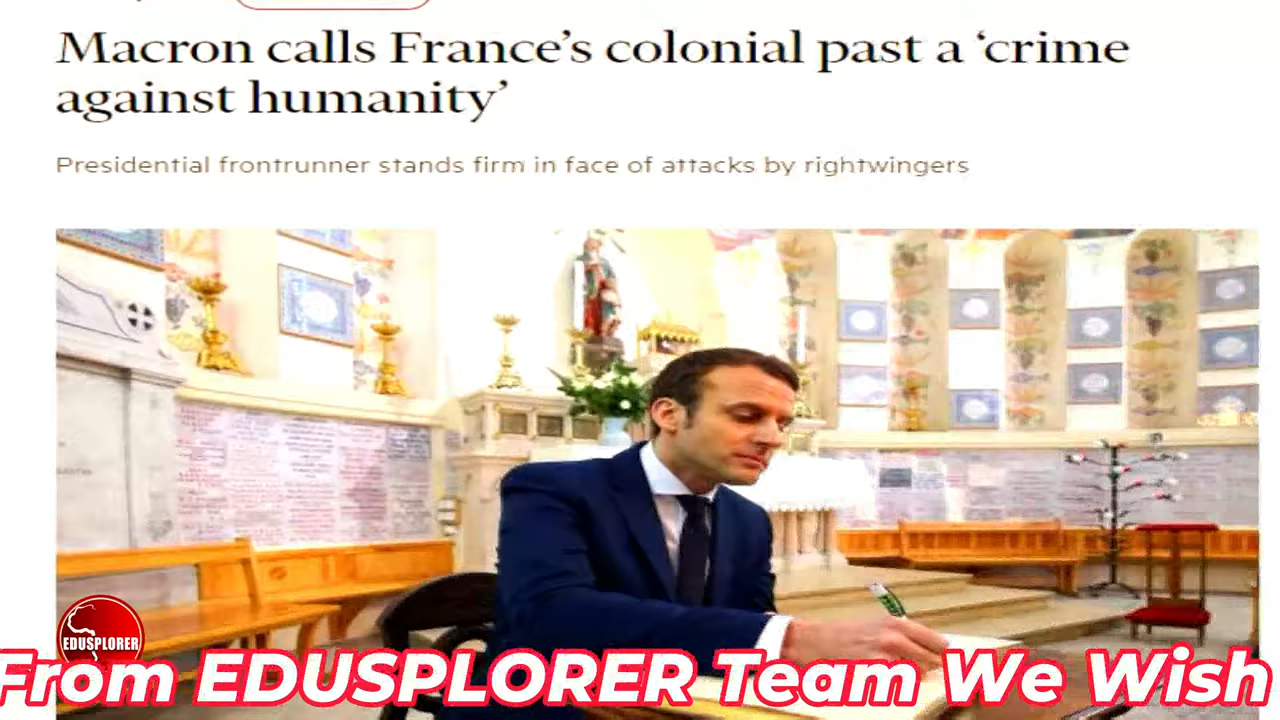 Macron calls France’s colonial past a ‘crime
against humanity’
Presidential frontrunner stands firm in face of attacks by rightwingers
EDUSPLORER
From EDUSPLORER Team We Wish